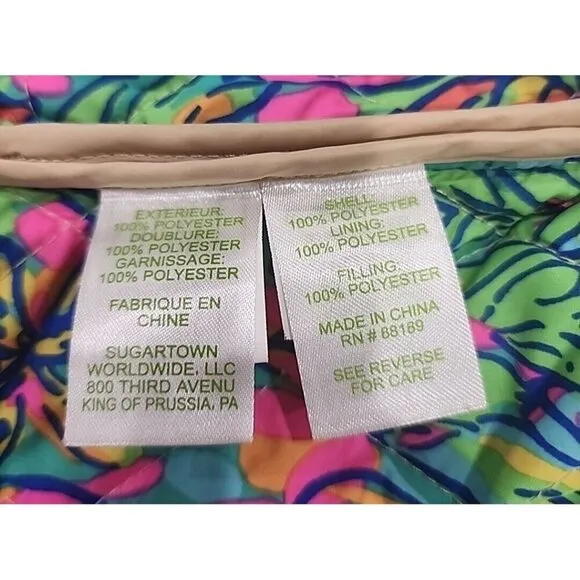 EXTERIEUR:
100% POLYESTER
DOUBLURE:
100% POLYESTER
GARNISSAGE:
100% POLYESTER
FABRIQUE EN
CHINE
SUGARTOWN
WORLDWIDE, LLC
800 THIRD AVENU
KING OF PRUSSIA, PA
SHELL:
100% POLYESTER
LINING:
100% POLYESTER
FILLING:
100% POLYESTER
MADE IN CHINA
RN # 88189
SEE REVERSE
FOR CARE